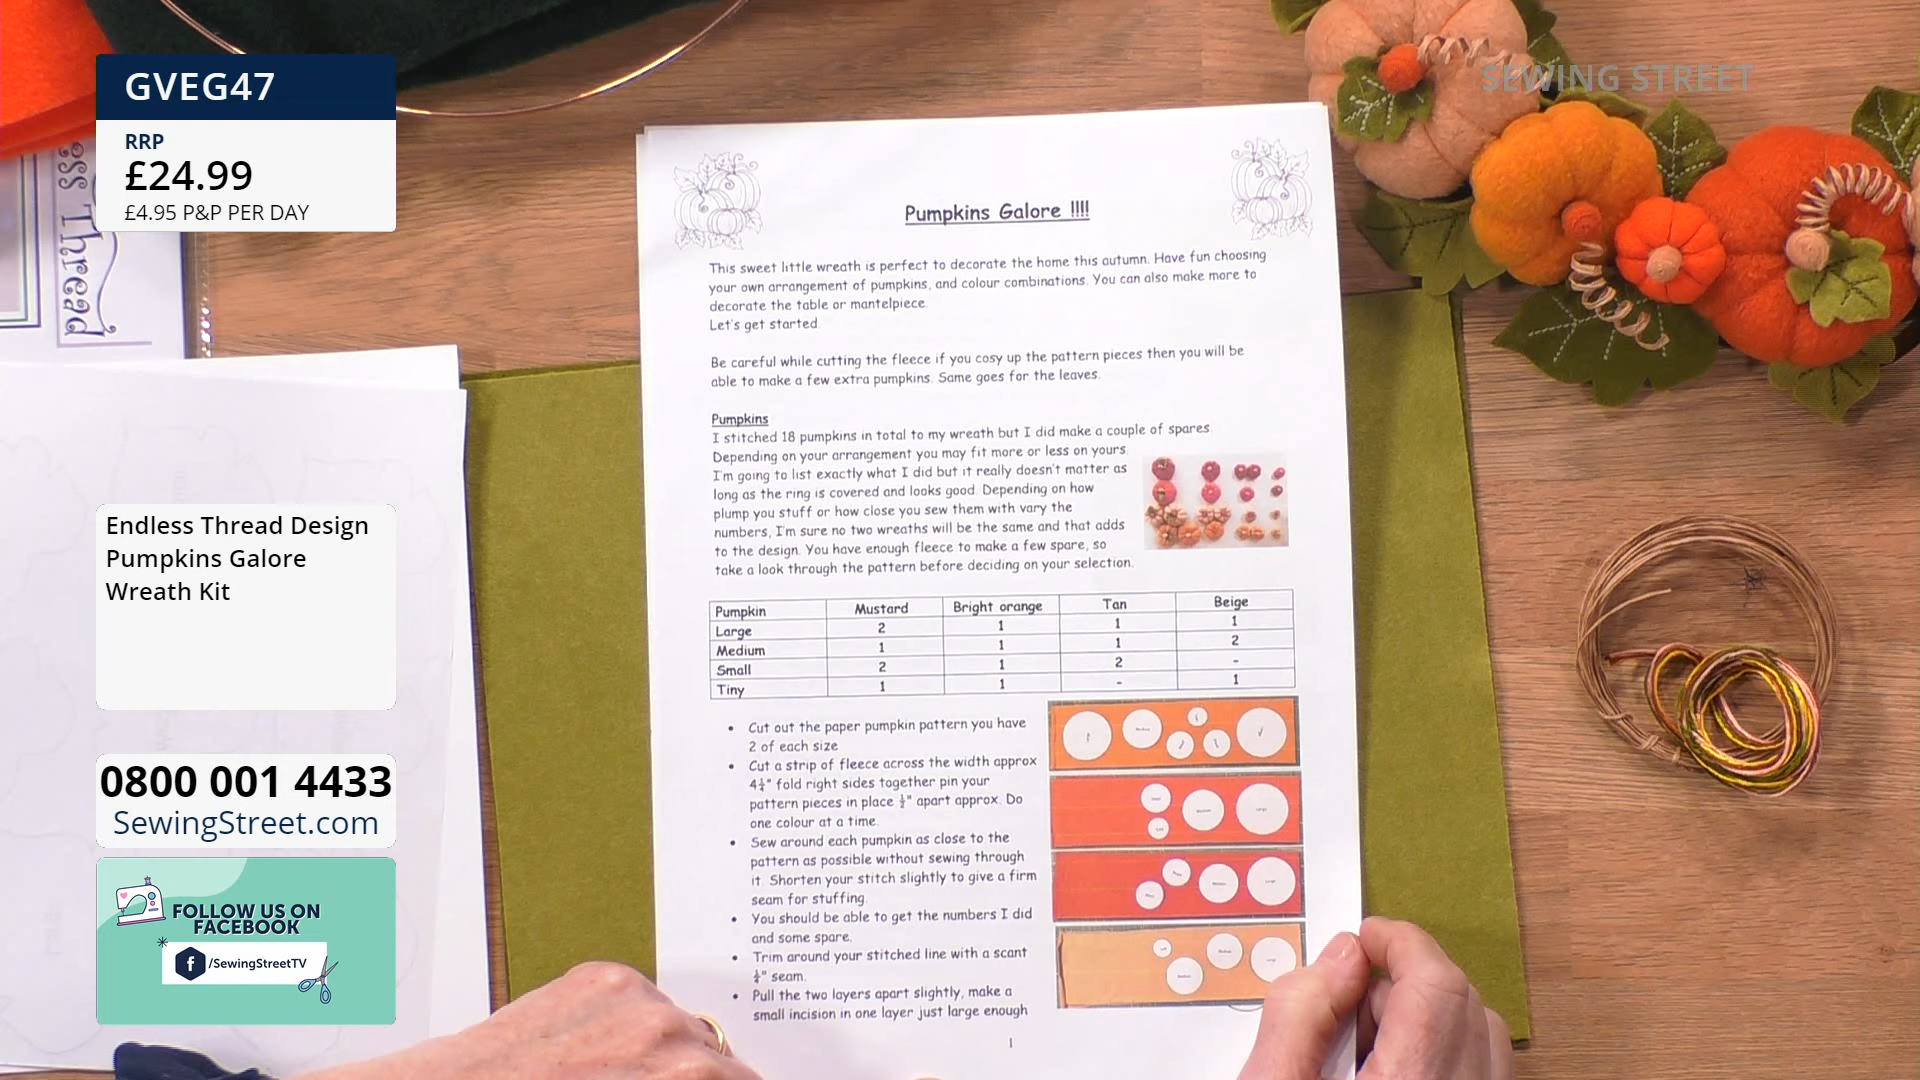 GVEG47
RRP
£24.99
£4.95 P&P PER DAY
ess Thread
Endless Thread Design
Pumpkins Galore
Wreath Kit
0800 001 4433
SewingStreet.com
FOLLOW US ON
FACEBOOK
/SewingStreetTV
SEWING STREET
Pumpkins Galore !!!!
This sweet little wreath is perfect to decorate the home this autumn. Have fun choosing
your own arrangement of pumpkins, and colour combinations. You can also make more to
decorate the table or mantelpiece.
Let's get started.
Be careful while cutting the fleece if you cosy up the pattern pieces then you will be
able to make a few extra pumpkins. Same goes for the leaves.
Pumpkins
I stitched 18 pumpkins in total to my wreath but I did make a couple of spares.
Depending on your arrangement you may fit more or less on yours.
I'm going to list exactly what I did but it really doesn't matter as
long as the ring is covered and looks good. Depending on how
plump you stuff or how close you sew them with vary the
numbers, I'm sure no two wreaths will be the same and that adds
to the design. You have enough fleece to make a few spare, so
take a look through the pattern before deciding on your selection.
Pumpkin Mustard Bright orange Tan Beige
Large 2 1 1 1
Medium 1 1 1 2
Small 2 1 2 -
Tiny 1 1 - 1
• Cut out the paper pumpkin pattern you have
2 of each size
• Cut a strip of fleece across the width approx
4¼" fold right sides together pin your
pattern pieces in place ½" apart approx. Do
one colour at a time.
• Sew around each pumpkin as close to the
pattern as possible without sewing through
it. Shorten your stitch slightly to give a firm
seam for stuffing.
• You should be able to get the numbers I did
and some spare.
• Trim around your stitched line with a scant
¼" seam.
• Pull the two layers apart slightly, make a
small incision in one layer just large enough
1